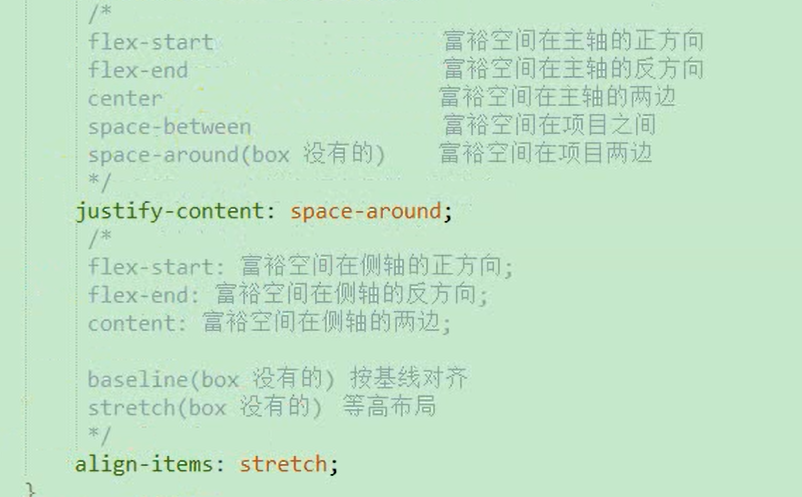 /*
flex-start 富裕空间在主轴的正方向
flex-end 富裕空间在主轴的反方向
center 富裕空间在主轴的两边
space-between 富裕空间在项目之间
space-around(box 没有的) 富裕空间在项目两边
*/
justify-content: space-around;
/*
flex-start: 富裕空间在侧轴的正方向;
flex-end: 富裕空间在侧轴的反方向;
content: 富裕空间在侧轴的两边;
baseline(box 没有的) 按基线对齐
stretch(box 没有的) 等高布局
*/
align-items: stretch;
}